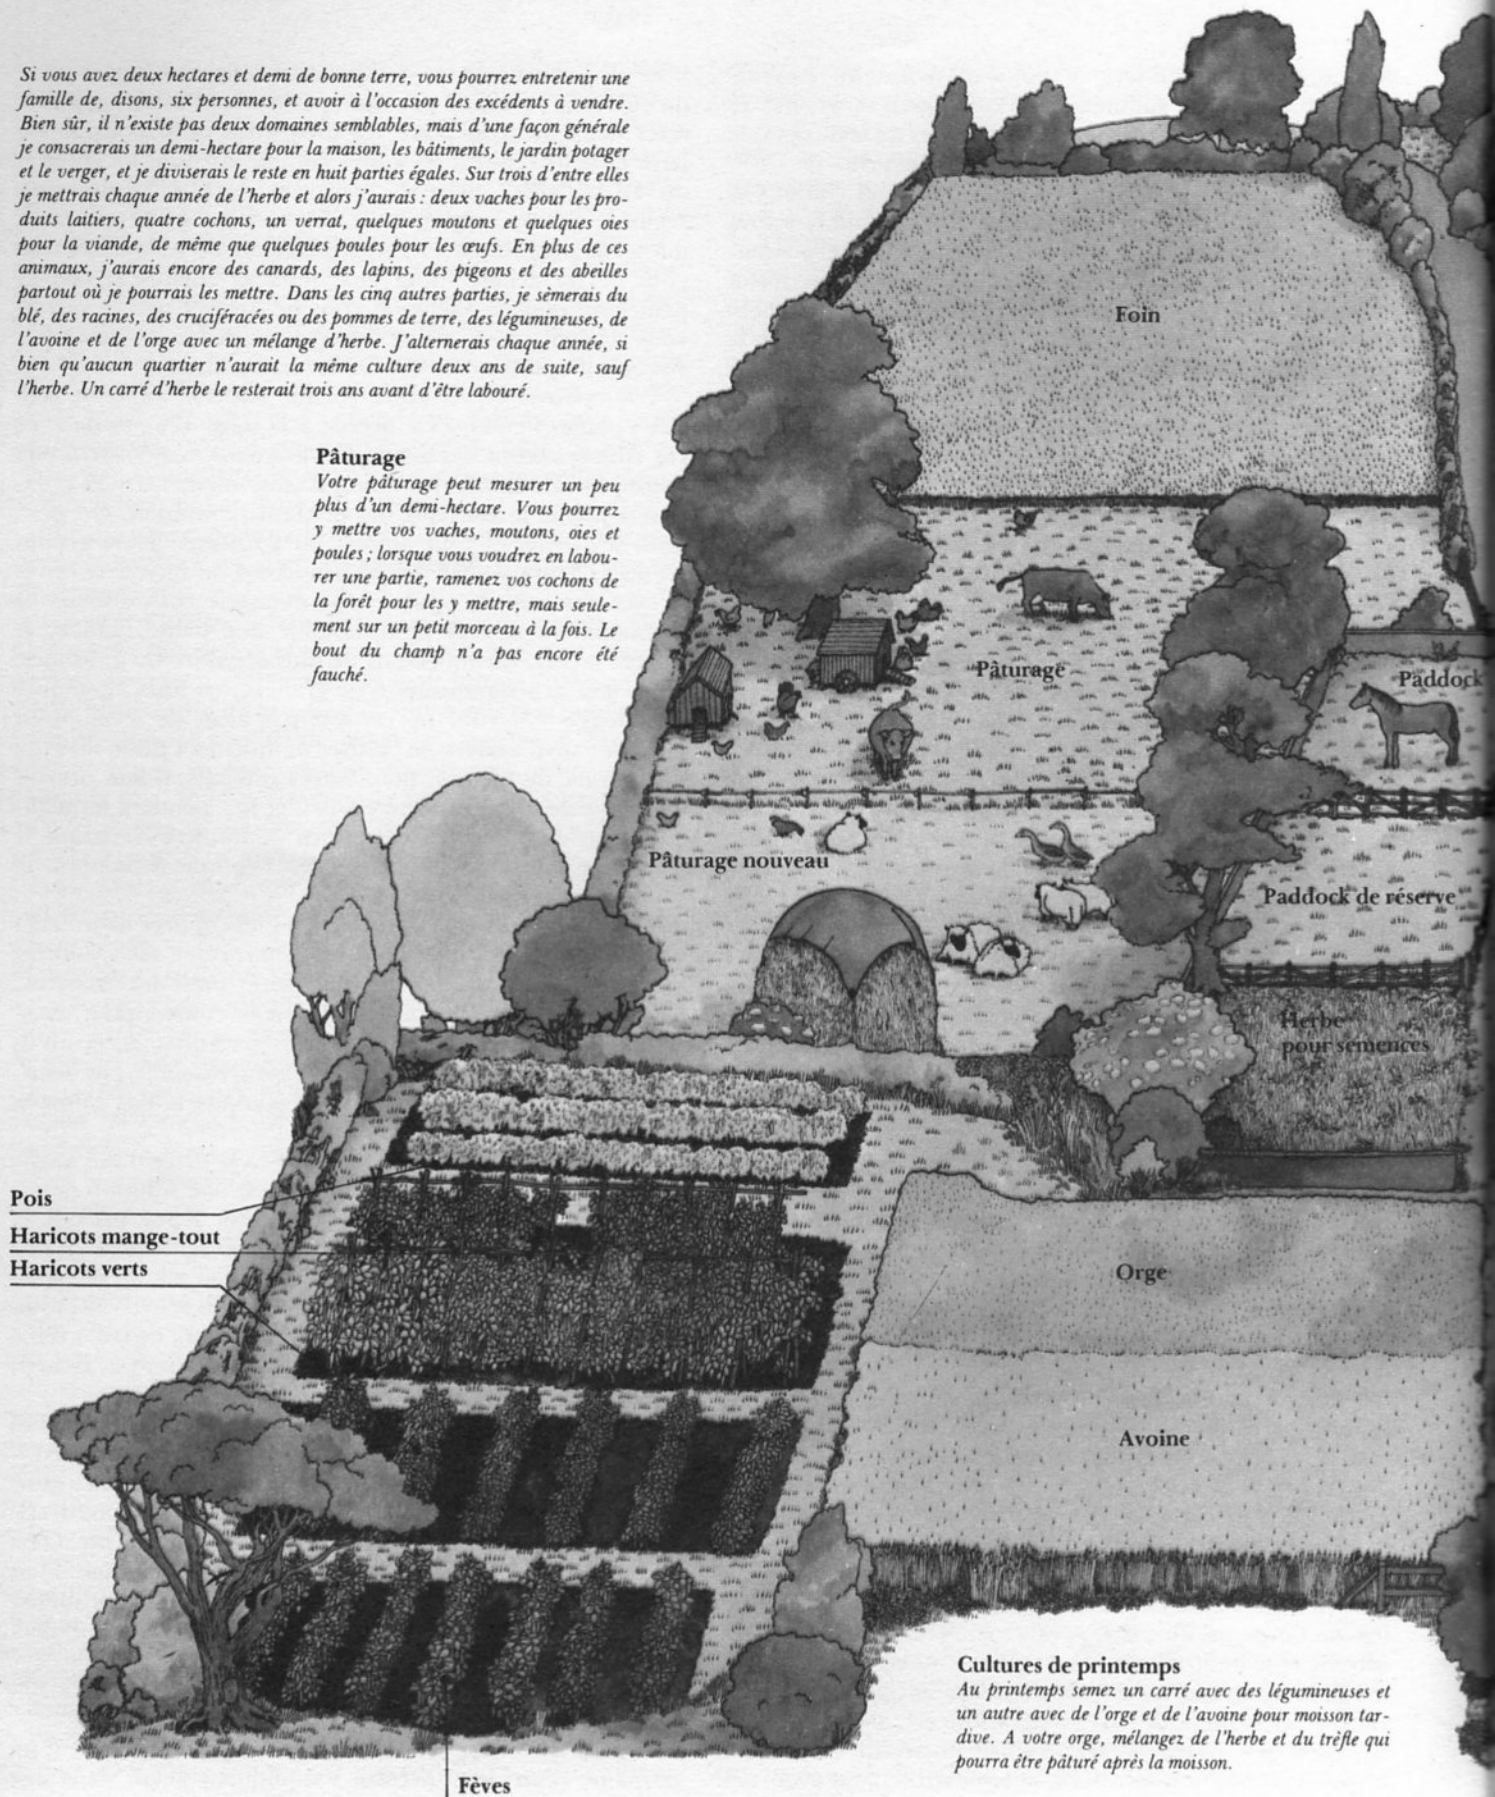 Si vous avez deux hectares et demi de bonne terre, vous pourrez entretenir une
famille de, disons, six personnes, et avoir à l'occasion des excédents à vendre.
Bien sûr, il n'existe pas deux domaines semblables, mais d'une façon générale
je consacrerais un demi-hectare pour la maison, les bâtiments, le jardin potager
et le verger, et je diviserais le reste en huit parties égales. Sur trois d'entre elles
je mettrais chaque année de l'herbe et alors j'aurais : deux vaches pour les pro-
duits laitiers, quatre cochons, un verrat, quelques moutons et quelques oies
pour la viande, de même que quelques poules pour les œufs. En plus de ces
animaux, j'aurais encore des canards, des lapins, des pigeons et des abeilles
partout où je pourrais les mettre. Dans les cinq autres parties, je sèmerais du
blé, des racines, des cruciféracées ou des pommes de terre, des légumineuses, de
l'avoine et de l'orge avec un mélange d'herbe. J'alternerais chaque année, si
bien qu'aucun quartier n'aurait la même culture deux ans de suite, sauf
l'herbe. Un carré d'herbe le resterait trois ans avant d'être labouré.
Pâturage
Votre pâturage peut mesurer un peu
plus d'un demi-hectare. Vous pourrez
y mettre vos vaches, moutons, oies et
poules ; lorsque vous voudrez en labou-
rer une partie, ramenez vos cochons de
la forêt pour les y mettre, mais seule-
ment sur un petit morceau à la fois. Le
bout du champ n'a pas encore été
fauché.
Foin
Pâturage
Paddock
Pâturage nouveau
Paddock de réserve
Herbe
pour semences
Pois
Haricots mange-tout
Haricots verts
Orge
Avoine
Cultures de printemps
Au printemps semez un carré avec des légumineuses et
un autre avec de l'orge et de l'avoine pour moisson tar-
dive. A votre orge, mélangez de l'herbe et du trèfle qui
pourra être pâturé après la moisson.
Fèves